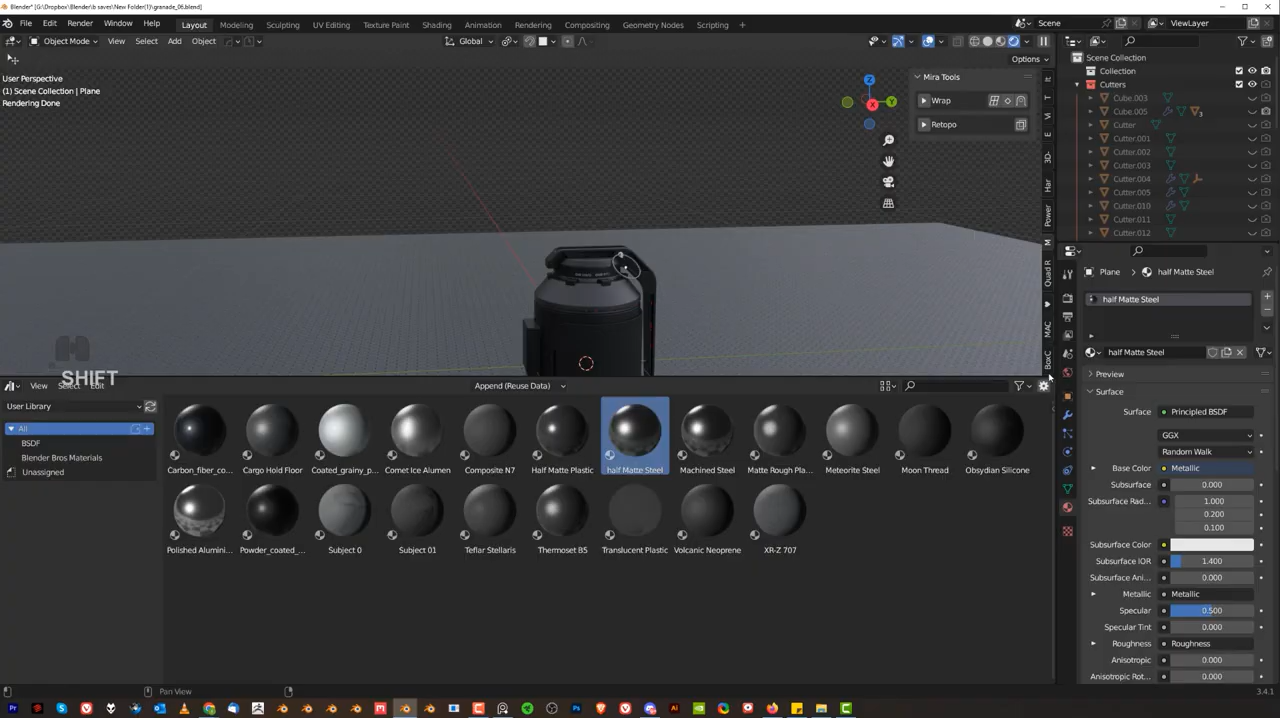 Blender* [G:\Dropbox\Blender\b saves\New Folder(1)\granade_06.blend]
File Edit Render Window Help Layout Modeling Sculpting UV Editing Texture Paint Shading Animation Rendering Compositing Geometry Nodes Scripting + Scene ViewLayer
Object Mode View Select Add Object Global
Options
User Perspective
(1) Scene Collection | Plane
Rendering Done
Mira Tools
Wrap
Retopo
X
Y
Z
It
T
Vi
E
3D-
Har
Power
M
Quad R
MAC
BoxC
Scene Collection
Collection
Cutters
Cube.003
Cube.005 3
Cutter
Cutter.001
Cutter.002
Cutter.003
Cutter.004
Cutter.005
Cutter.010
Cutter.011
Cutter.012
Plane > half Matte Steel
half Matte Steel
half Matte Steel
Preview
Surface
Surface Principled BSDF
GGX
Random Walk
Base Color Metallic
Subsurface 0.000
Subsurface Rad... 1.000
0.200
0.100
Subsurface Color
Subsurface IOR 1.400
Subsurface Ani... 0.000
Metallic Metallic
Specular 0.500
Specular Tint 0.000
Roughness Roughness
Anisotropic 0.000
Anisotropic Rot... 0.000
SHIFT
View Select Edit Append (Reuse Data)
User Library
All
BSDF
Blender Bros Materials
Unassigned
Carbon_fiber_co... Cargo Hold Floor Coated_grainy_p... Comet Ice Alumen Composite N7 Half Matte Plastic half Matte Steel Machined Steel Matte Rough Pla... Meteorite Steel Moon Thread Obsydian Silicone
Polished Alumini... Powder_coated_... Subject 0 Subject 01 Teflar Stellaris Thermoset B5 Translucent Plastic Volcanic Neoprene XR-Z 707
Pan View
3.4.1